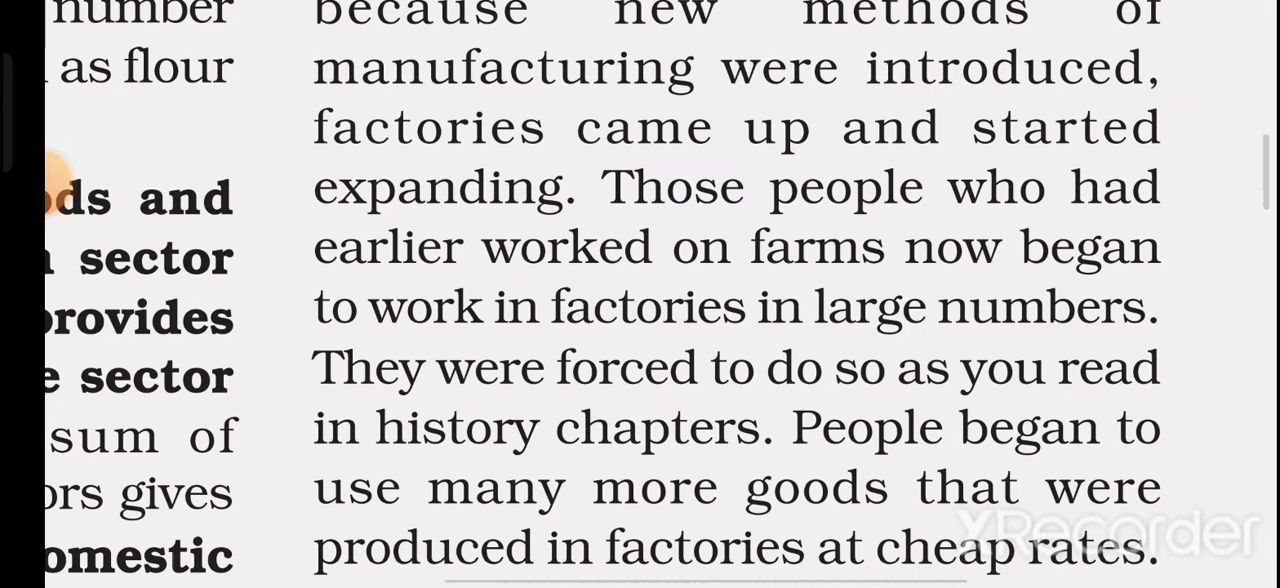 number
as flour
and
sector
provides
sector
sum of
gives
because new methods of
manufacturing were introduced,
factories came up and started
expanding. Those people who had
earlier worked on farms now began
to work in factories in large numbers.
They were forced to do so as you read
in history chapters. People began to
use many more goods that were
produced in factories at cheap rates.
XRecorder